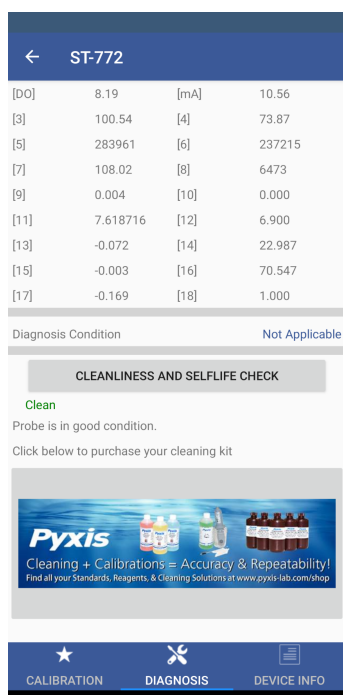 ST-772
[DO] 8.19 [mA] 10.56
[3] 100.54 [4] 73.87
[5] 283961 [6] 237215
[7] 108.02 [8] 6473
[9] 0.004 [10] 0.000
[11] 7.618716 [12] 6.900
[13] -0.072 [14] 22.987
[15] -0.003 [16] 70.547
[17] -0.169 [18] 1.000
Diagnosis Condition Not Applicable
CLEANLINESS AND SELFLIFE CHECK
Clean
Probe is in good condition.
Click below to purchase your cleaning kit
Pyxis
Cleaning + Calibrations = Accuracy & Repeatability!
Find all your Standards, Reagents, & Cleaning Solutions at www.pyxis-lab.com/shop
CALIBRATION DIAGNOSIS DEVICE INFO